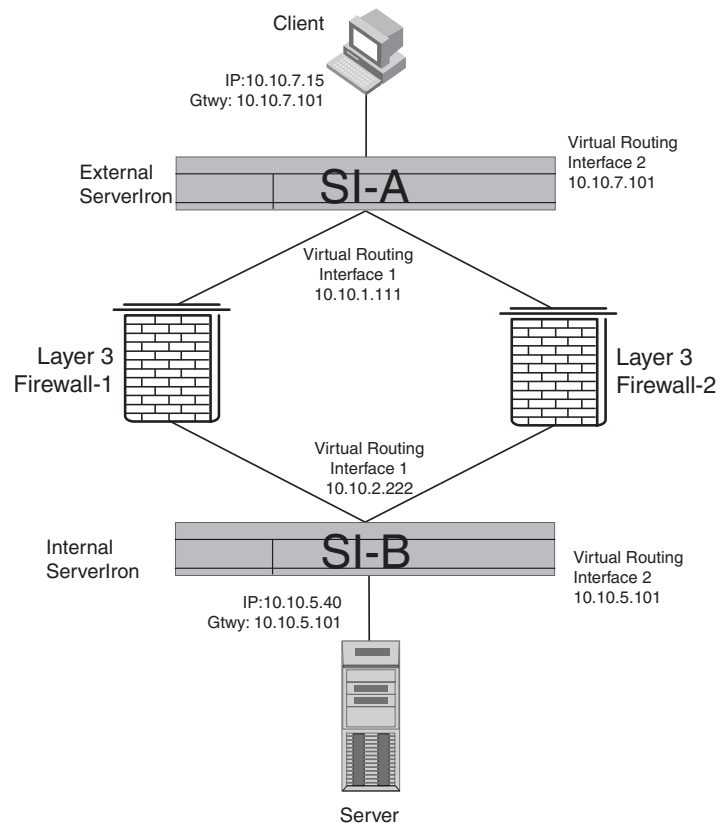 Client
IP:10.10.7.15
Gtwy: 10.10.7.101
Virtual Routing
Interface 2
10.10.7.101
External
ServerIron
SI-A
Virtual Routing
Interface 1
10.10.1.111
Layer 3
Firewall-1
Layer 3
Firewall-2
Virtual Routing
Interface 1
10.10.2.222
Internal
ServerIron
SI-B
Virtual Routing
Interface 2
10.10.5.101
IP:10.10.5.40
Gtwy: 10.10.5.101
Server